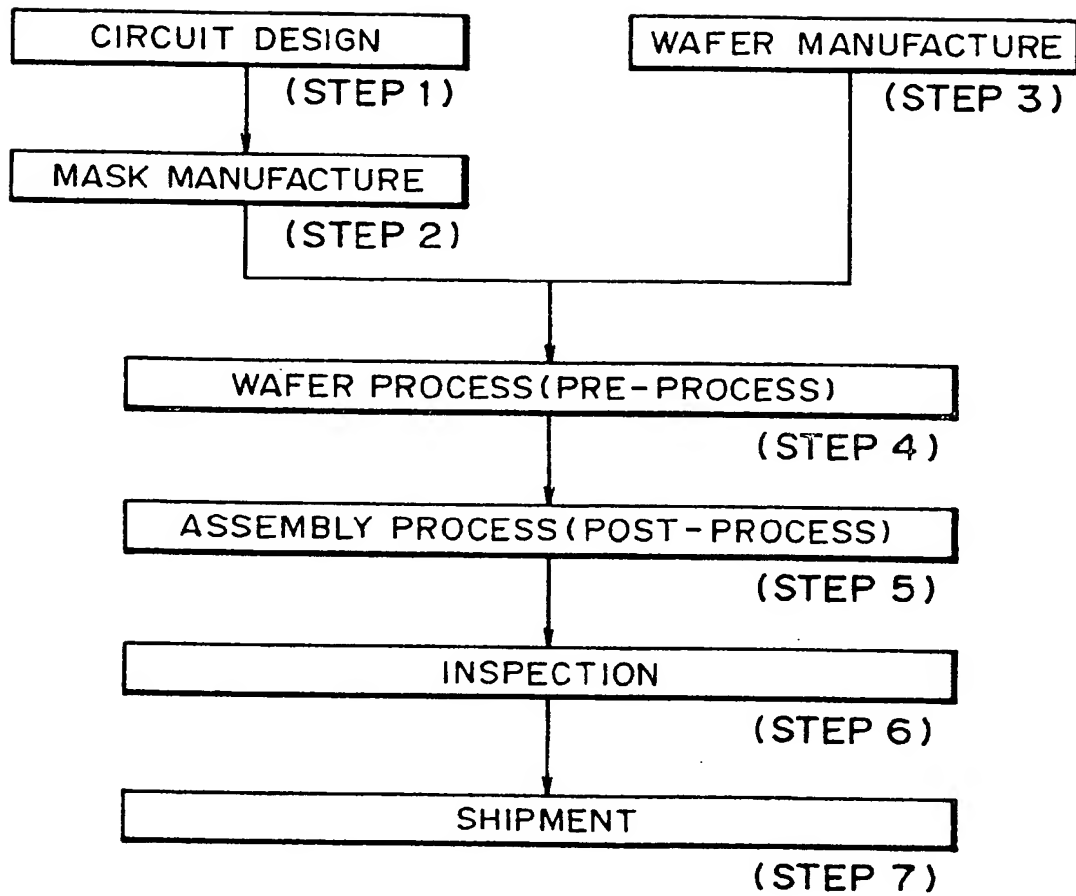 CIRCUIT DESIGN
(STEP 1)
WAFER MANUFACTURE
(STEP 3)
MASK MANUFACTURE
(STEP 2)
WAFER PROCESS(PRE-PROCESS)
(STEP 4)
ASSEMBLY PROCESS(POST-PROCESS)
(STEP 5)
INSPECTION
(STEP 6)
SHIPMENT
(STEP 7)